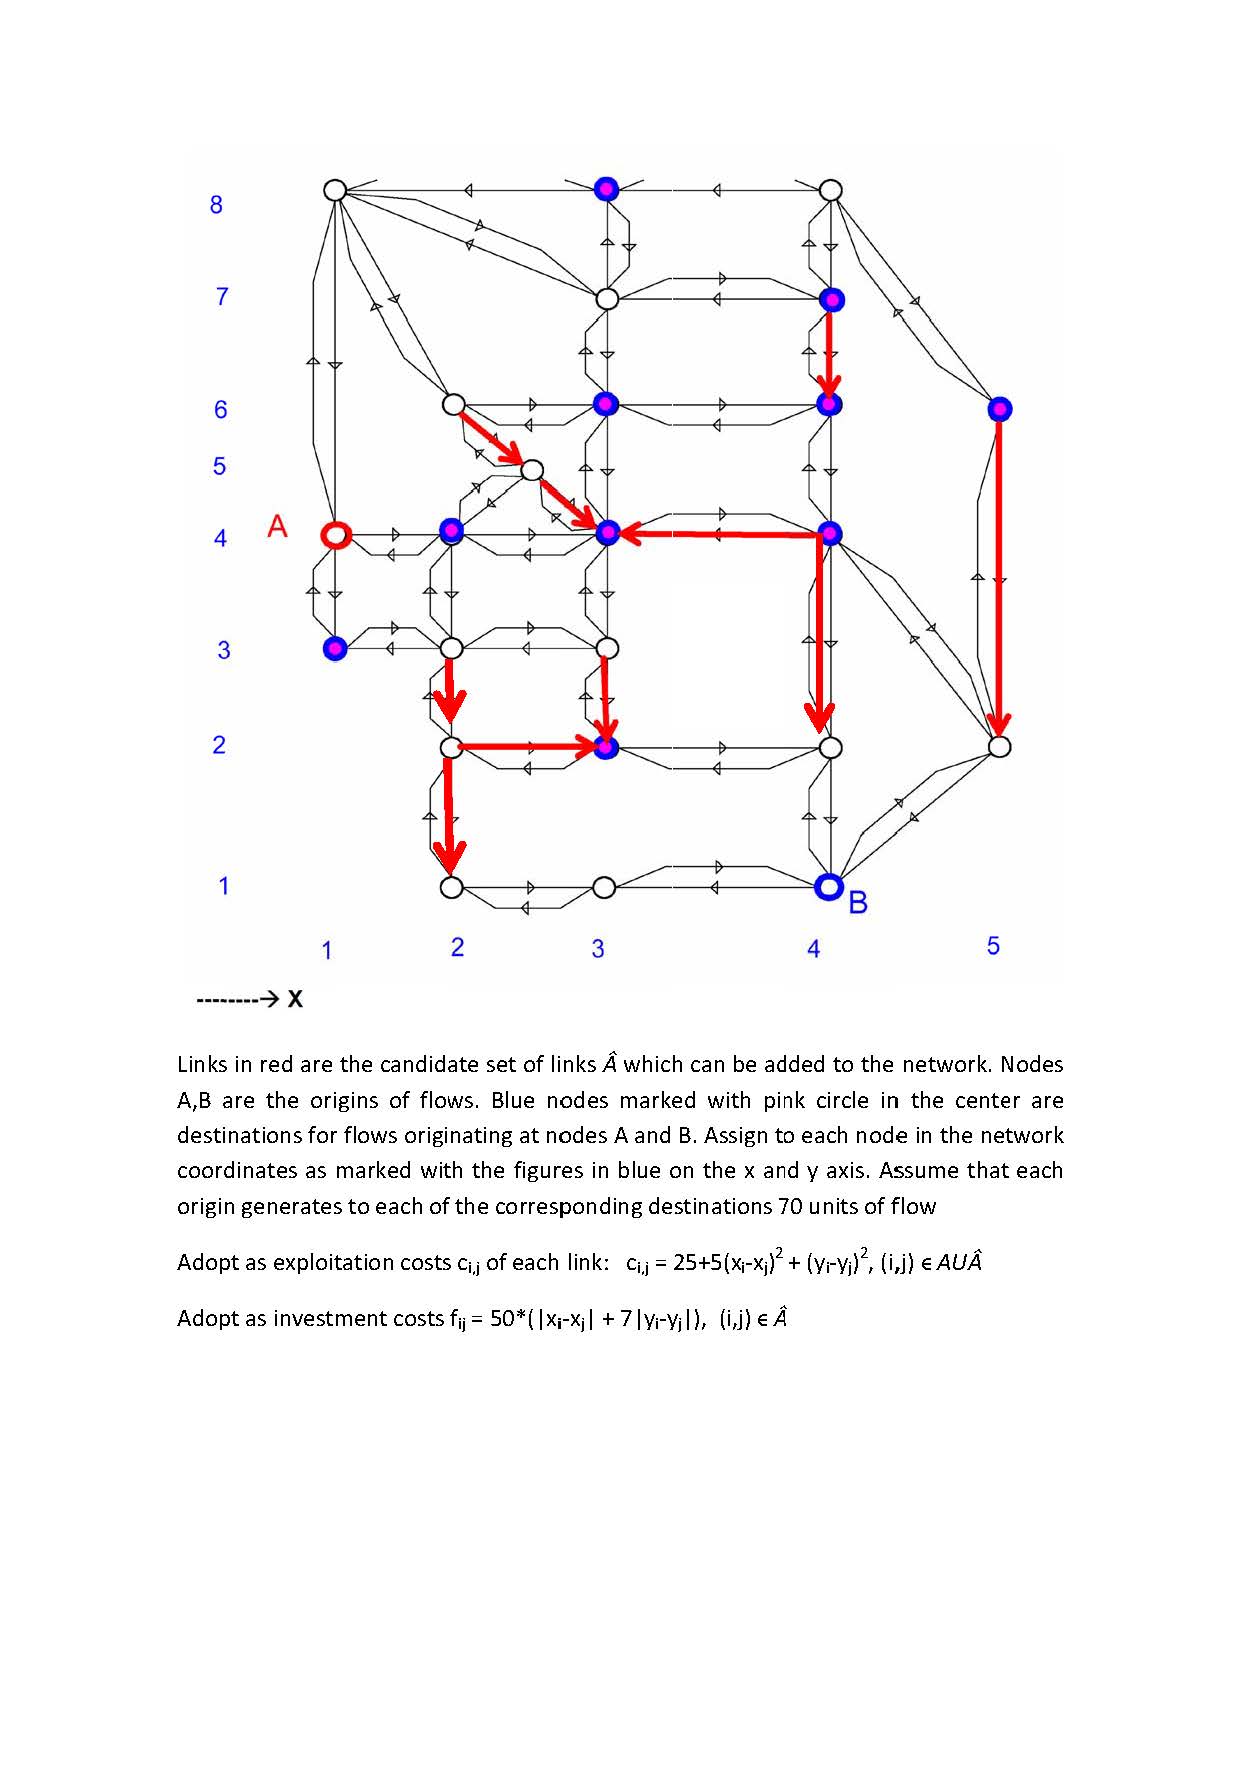 8
7
6
5
A
4
3
2
1
B
1 2 3 4 5
--------→ X
Links in red are the candidate set of links Â which can be added to the network. Nodes
A,B are the origins of flows. Blue nodes marked with pink circle in the center are
destinations for flows originating at nodes A and B. Assign to each node in the network
coordinates as marked with the figures in blue on the x and y axis. Assume that each
origin generates to each of the corresponding destinations 70 units of flow
Adopt as exploitation costs c_{i,j} of each link: c_{i,j} = 25+5(x_i-x_j)^2 + (y_i-y_j)^2, (i,j) ∈ AUÂ
Adopt as investment costs f_{ij} = 50*(|x_i-x_j| + 7|y_i-y_j|), (i,j) ∈ Â